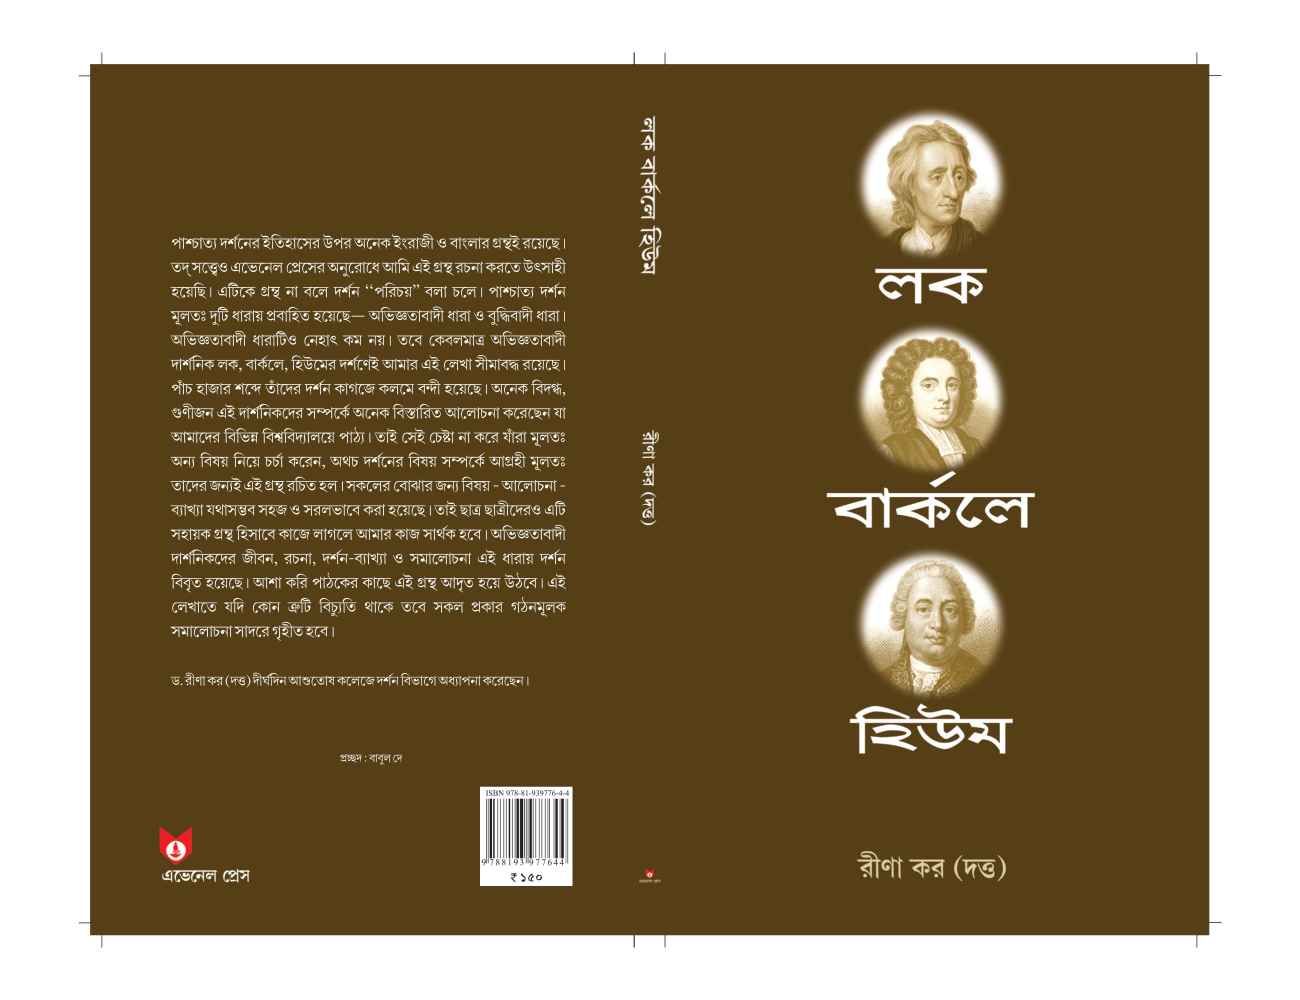 পাশ্চাত্য দর্শনের ইতিহাসের উপর অনেক ইংরাজী ও বাংলার গ্রন্থই রয়েছে।
তদ্ সত্ত্বেও এভেনেল প্রেসের অনুরোধে আমি এই গ্রন্থ রচনা করতে উৎসাহী
হয়েছি। এটিকে গ্রন্থ না বলে দর্শন “পরিচয়” বলা চলে। পাশ্চাত্য দর্শন
মূলতঃ দুটি ধারায় প্রবাহিত হয়েছে— অভিজ্ঞতাবাদী ধারা ও বুদ্ধিবাদী ধারা।
অভিজ্ঞতাবাদী ধারাটিও নেহাৎ কম নয়। তবে কেবলমাত্র অভিজ্ঞতাবাদী
দার্শনিক লক, বার্কলে, হিউমের দর্শণেই আমার এই লেখা সীমাবদ্ধ রয়েছে।
পাঁচ হাজার শব্দে তাঁদের দর্শন কাগজে কলমে বন্দী হয়েছে। অনেক বিদগ্ধ,
গুণীজন এই দার্শনিকদের সম্পর্কে অনেক বিস্তারিত আলোচনা করেছেন যা
আমাদের বিভিন্ন বিশ্ববিদ্যালয়ে পাঠ্য। তাই সেই চেষ্টা না করে যাঁরা মূলতঃ
অন্য বিষয় নিয়ে চর্চা করেন, অথচ দর্শনের বিষয় সম্পর্কে আগ্রহী মূলতঃ
তাদের জন্যই এই গ্রন্থ রচিত হল। সকলের বোঝার জন্য বিষয় - আলোচনা -
ব্যাখ্যা যথাসম্ভব সহজ ও সরলভাবে করা হয়েছে। তাই ছাত্র ছাত্রীদেরও এটি
সহায়ক গ্রন্থ হিসাবে কাজে লাগলে আমার কাজ সার্থক হবে। অভিজ্ঞতাবাদী
দার্শনিকদের জীবন, রচনা, দর্শন-ব্যাখ্যা ও সমালোচনা এই ধারায় দর্শন
বিবৃত হয়েছে। আশা করি পাঠকের কাছে এই গ্রন্থ আদৃত হয়ে উঠবে। এই
লেখাতে যদি কোন ত্রুটি বিচ্যুতি থাকে তবে সকল প্রকার গঠনমূলক
সমালোচনা সাদরে গৃহীত হবে।
ড. রীণা কর (দত্ত) দীর্ঘদিন আশুতোষ কলেজে দর্শন বিভাগে অধ্যাপনা করেছেন।
প্রচ্ছদ : বাবুল দে
ISBN 978-81-939776-4-4
9 788193 977644
₹ ১৫০
এভেনেল প্রেস
লক বার্কলে হিউম
রীণা কর (দত্ত)
এভেনেল প্রেস
লক
বার্কলে
হিউম
রীণা কর (দত্ত)